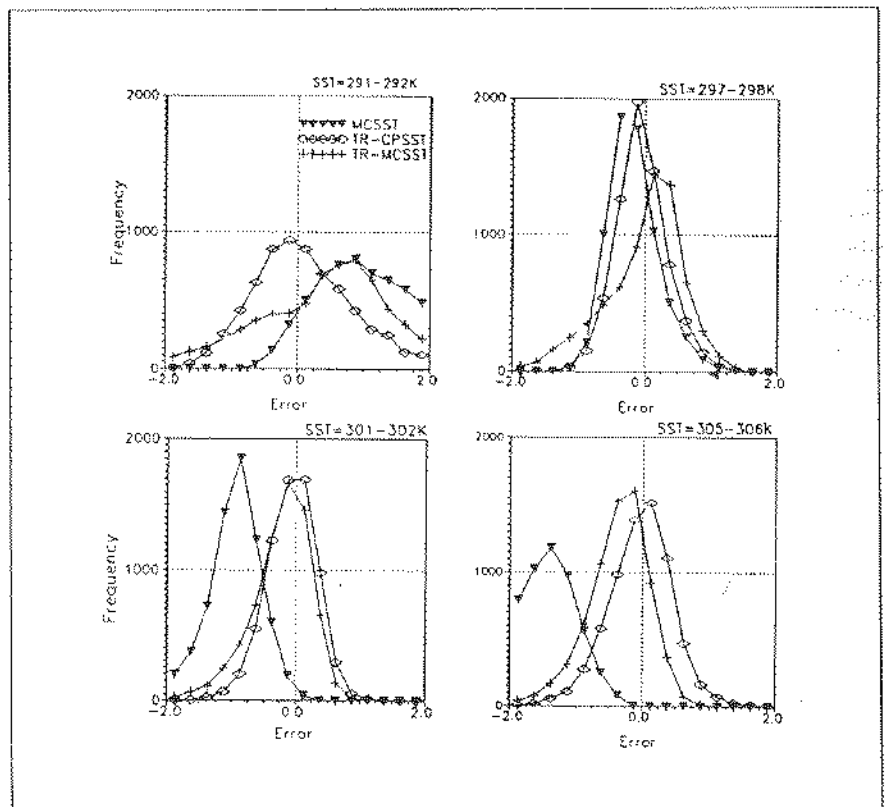 SST=291-292K
2000
1000
0
Frequency
-2.0
0.0
2.0
Error
MCSST
TR-CPSST
TR-MCSST
SST=297-298K
2000
1000
0
-2.0
0.0
2.0
Error
SST=301-302K
2000
1000
0
Frequency
-2.0
0.0
2.0
Error
SST=305-306K
2000
1000
0
-2.0
0.0
2.0
Error